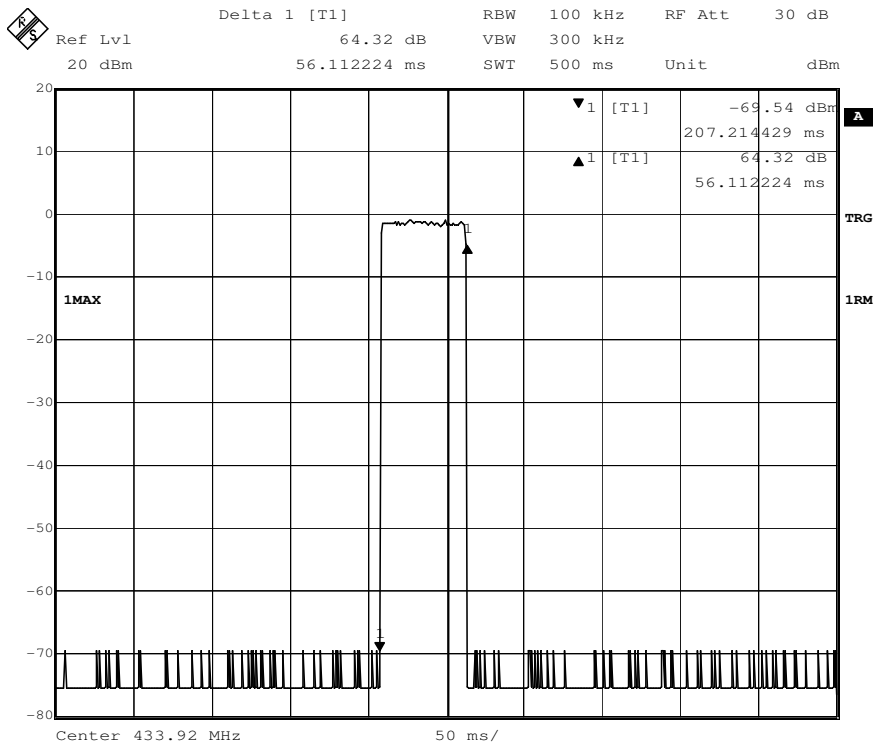 Delta 1 [T1] RBW 100 kHz RF Att 30 dB
Ref Lvl 64.32 dB VBW 300 kHz
20 dBm 56.112224 ms SWT 500 ms Unit dBm
R
S
20
▼1 [T1] -69.54 dBm
A
207.214429 ms
10
▲1 [T1] 64.32 dB
56.112224 ms
0
TRG
1
-10
1MAX
1RM
-20
-30
-40
-50
-60
1
-70
-80
Center 433.92 MHz 50 ms/